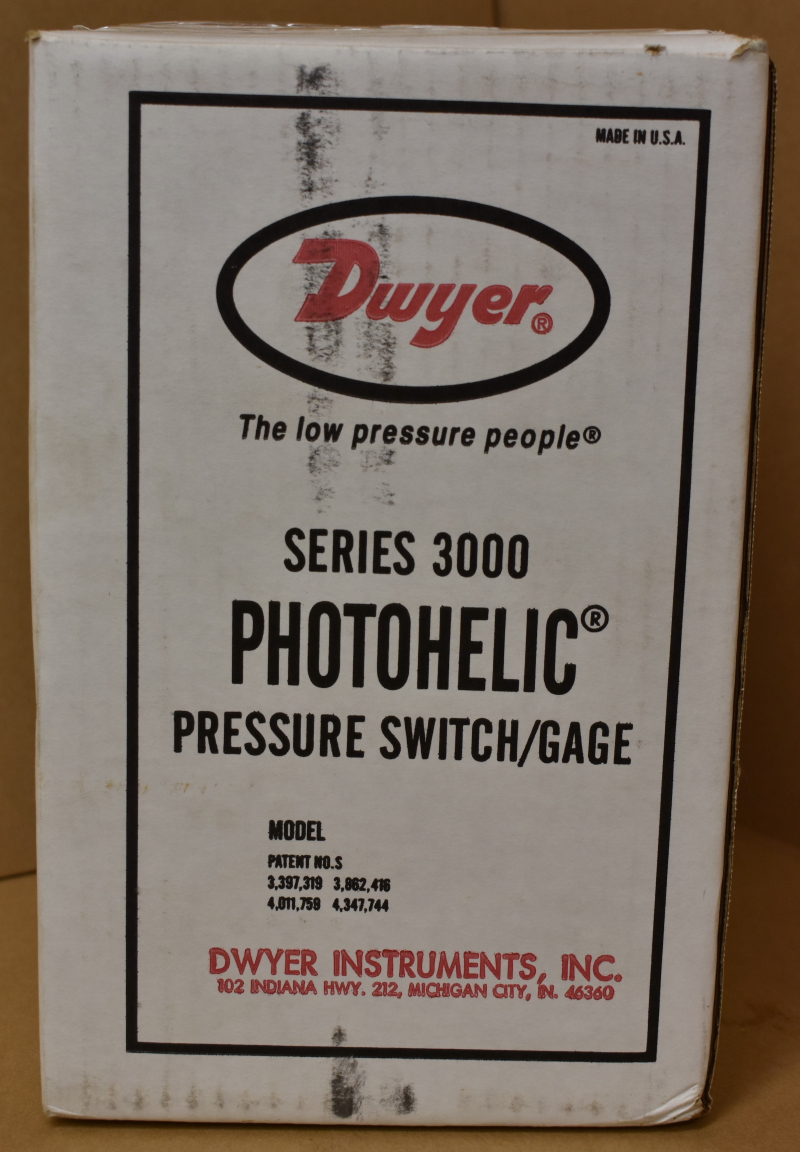 MADE IN U.S.A.
Dwyer®
The low pressure people®
SERIES 3000
PHOTOHELIC®
PRESSURE SWITCH/GAGE
MODEL
PATENT NO.S
3,397,319 3,862,416
4,011,759 4,347,744
DWYER INSTRUMENTS, INC.
102 INDIANA HWY. 212, MICHIGAN CITY, IN. 46360